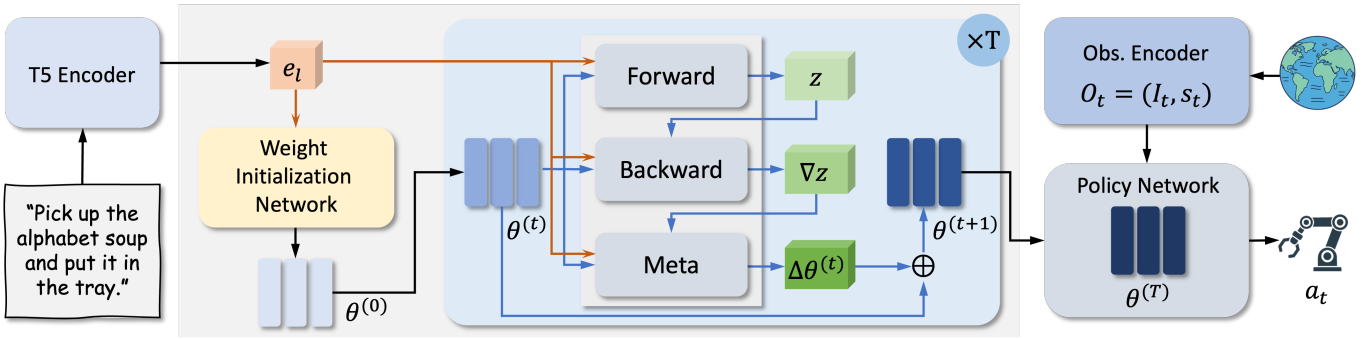 T5 Encoder
“Pick up the
alphabet soup
and put it in
the tray.”
e_l
Weight
Initialization
Network
θ^(0)
×T
θ^(t)
Forward
Backward
Meta
z
∇z
Δθ^(t)
⊕
θ^(t+1)
Obs. Encoder
O_t = (I_t, s_t)
Policy Network
θ^(T)
a_t